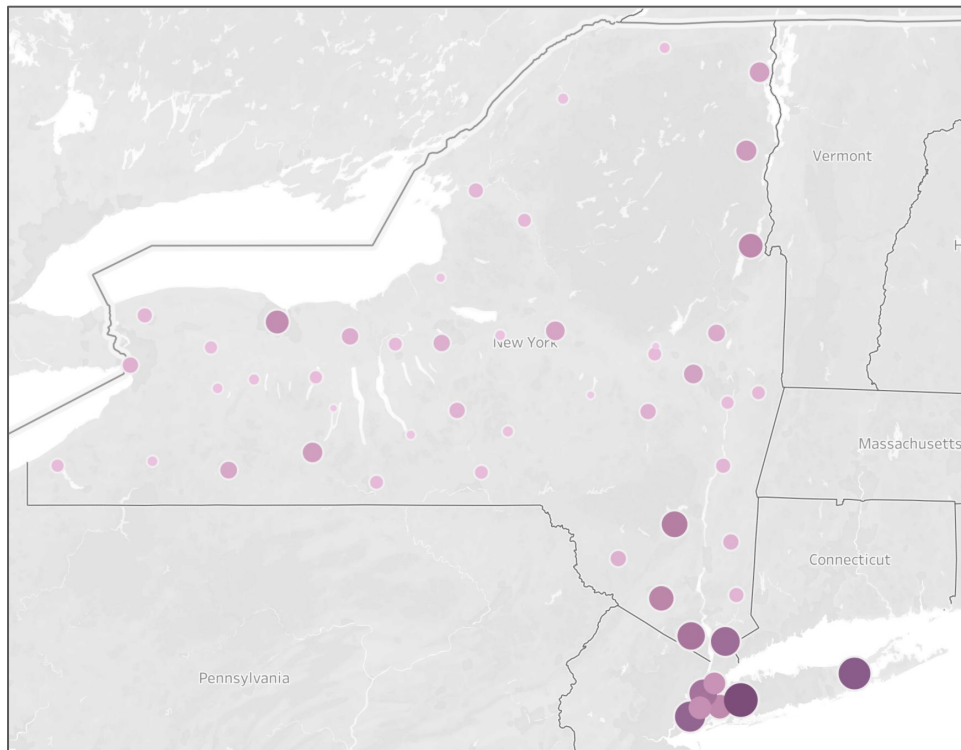 Vermont
H
New York
Massachusetts
Connecticut
Pennsylvania